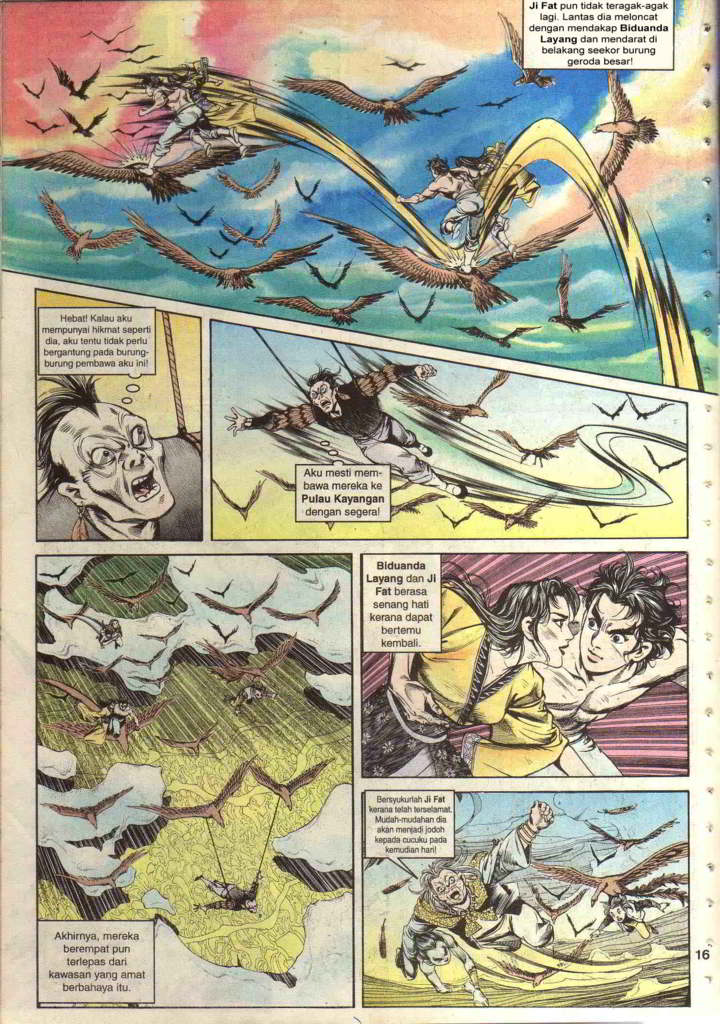 Ji Fat pun tidak teragak-agak
lagi. Lantas dia meloncat
dengan mendakap Biduanda
Layang dan mendarat di
belakang seekor burung
geroda besar!
Hebat! Kalau aku
mempunyai hikmat seperti
dia, aku tentu tidak perlu
bergantung pada burung-
burung pembawa aku ini!
Aku mesti mem-
bawa mereka ke
Pulau Kayangan
dengan segera!
Biduanda
Layang dan Ji
Fat berasa
senang hati
kerana dapat
bertemu
kembali.
Akhirnya, mereka
berempat pun
terlepas dari
kawasan yang amat
berbahaya itu.
Bersyukurlah Ji Fat
kerana telah terselamat.
Mudah-mudahan dia
akan menjadi jodoh
kepada cucuku pada
kemudian hari!
16